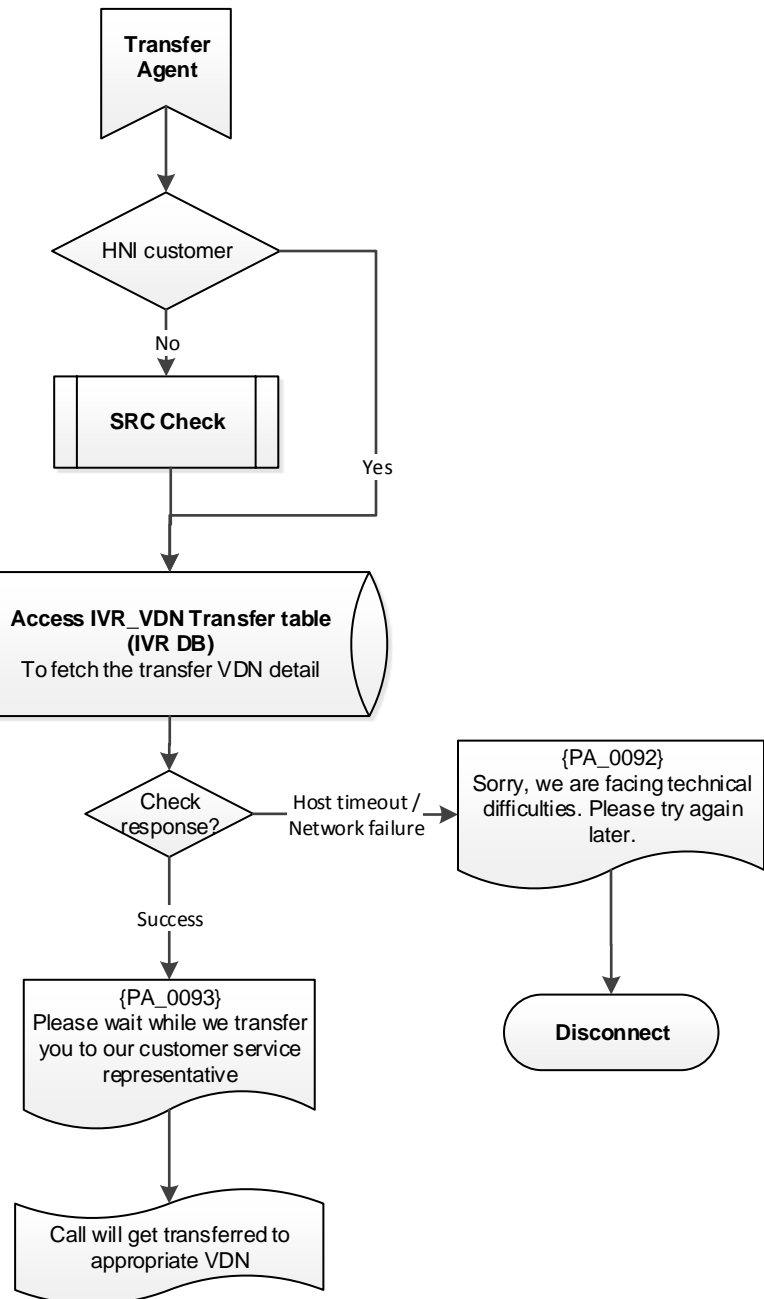 Transfer
Agent
HNI customer
No
SRC Check
Yes
Access IVR_VDN Transfer table
(IVR DB)
To fetch the transfer VDN detail
Check
response?
Host timeout /
Network failure
{PA_0092}
Sorry, we are facing technical
difficulties. Please try again
later.
Success
{PA_0093}
Please wait while we transfer
you to our customer service
representative
Disconnect
Call will get transferred to
appropriate VDN